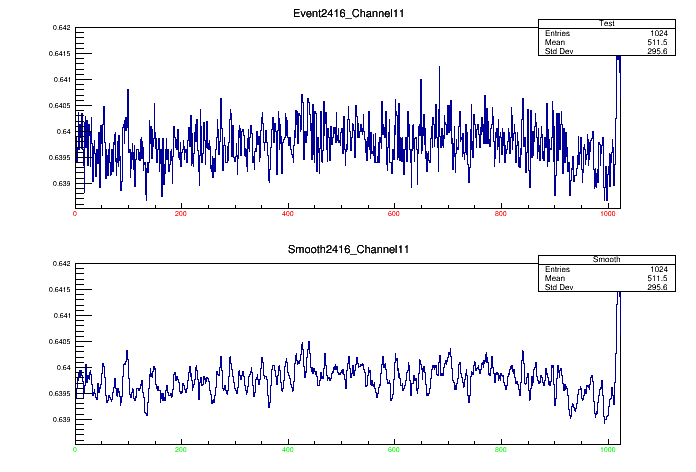 Event2416_Channel11
Test
Entries 1024
Mean 511.5
Std Dev 295.6
0.642
0.6415
0.641
0.6405
0.64
0.6395
0.639
0 200 400 600 800 1000
Smooth2416_Channel11
Smooth
Entries 1024
Mean 511.5
Std Dev 295.6
0.642
0.6415
0.641
0.6405
0.64
0.6395
0.639
0 200 400 600 800 1000